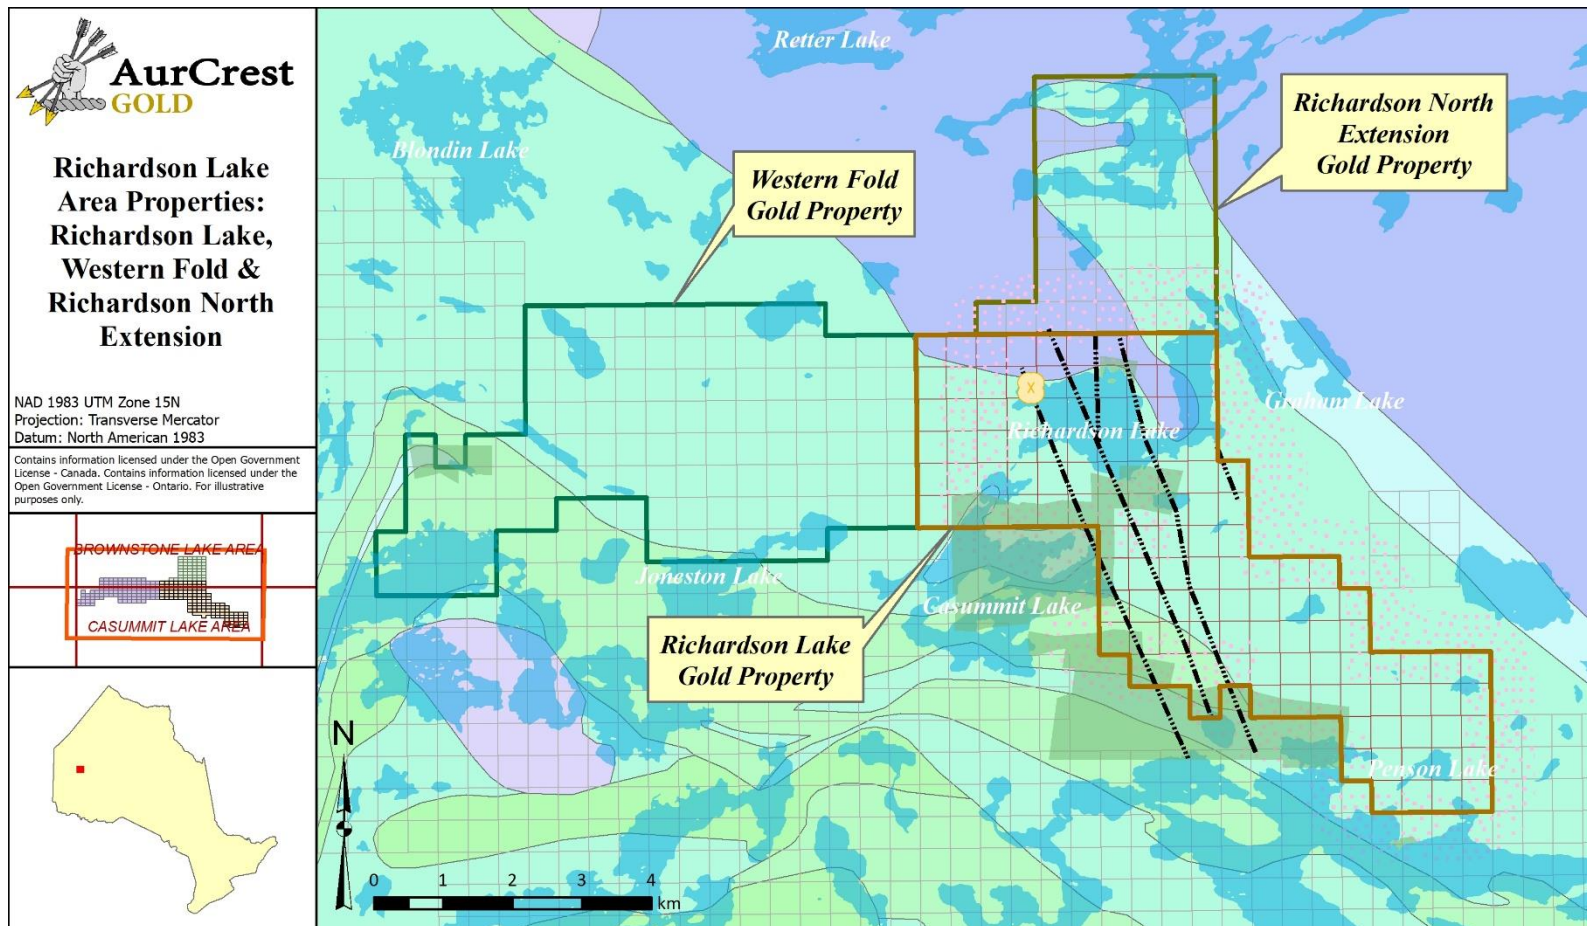 AurCrest
GOLD
Richardson Lake
Area Properties:
Richardson Lake,
Western Fold &
Richardson North
Extension
NAD 1983 UTM Zone 15N
Projection: Transverse Mercator
Datum: North American 1983
Contains information licensed under the Open Government
License - Canada. Contains information licensed under the
Open Government License - Ontario. For illustrative
purposes only.
BROWNSTONE LAKE AREA
CASUMMIT LAKE AREA
Retter Lake
Blondin Lake
Richardson North
Extension
Gold Property
Western Fold
Gold Property
X
Graham Lake
Richardson Lake
Joneston Lake
Casummit Lake
Richardson Lake
Gold Property
Penson Lake
N
0 1 2 3 4
km